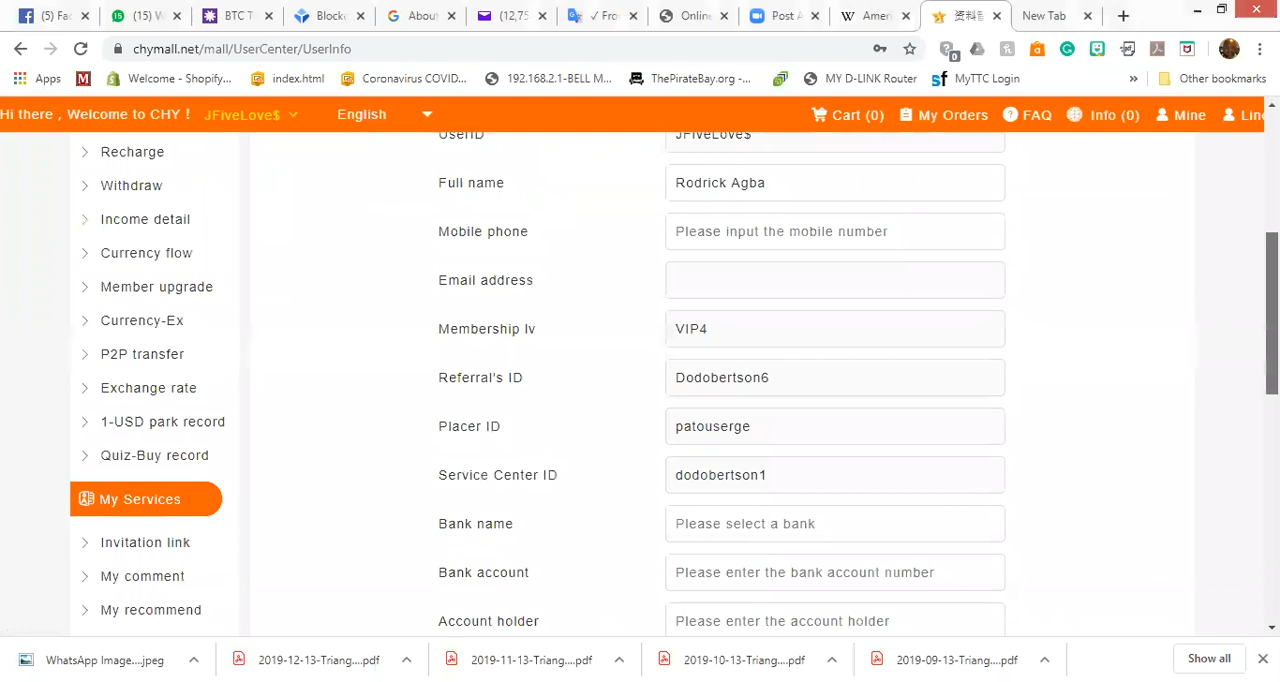 (5) Fac
(15) W
BTC T
Blocke
Abou
(12,75
✓ Fro
Online
Post A
Ameri
资料
New Tab
chymall.net/mall/UserCenter/UserInfo
Apps
Welcome - Shopify...
index.html
Coronavirus COVID...
192.168.2.1-BELL M...
ThePirateBay.org -...
MY D-LINK Router
MyTTC Login
»
Other bookmarks
Hi there , Welcome to CHY !
JFiveLove$
English
Cart (0)
My Orders
FAQ
Info (0)
Mine
Line
UserID
JFiveLove$
Recharge
Full name
Rodrick Agba
Withdraw
Income detail
Mobile phone
Please input the mobile number
Currency flow
Email address
Member upgrade
Currency-Ex
Membership lv
VIP4
P2P transfer
Referral's ID
Dodobertson6
Exchange rate
1-USD park record
Placer ID
patouserge
Quiz-Buy record
Service Center ID
dodobertson1
My Services
Bank name
Please select a bank
Invitation link
Bank account
Please enter the bank account number
My comment
My recommend
Account holder
Please enter the account holder
WhatsApp Image....jpeg
2019-12-13-Triang....pdf
2019-11-13-Triang....pdf
2019-10-13-Triang....pdf
2019-09-13-Triang....pdf
Show all